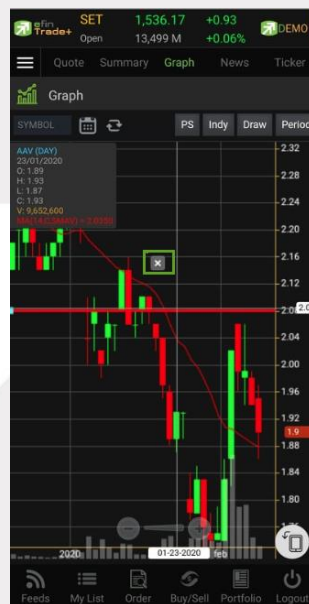 efin Trade+ SET 1,536.17 +0.93 DEMO
Open 13,499 M +0.06%
Quote Summary Graph News Ticker
Graph
SYMBOL PS Indy Draw Period
AAV (DAY)
23/01/2020
O: 1.89
H: 1.93
L: 1.87
C: 1.93
V: 9,652,600
2.32
2.28
2.24
2.20
2.16
2.12
2.04
2.00
1.96
1.92
1.9
1.88
1.84
1.80
2020 01-23-2020 feb
Feeds My List Order Buy/Sell Portfolio Logout